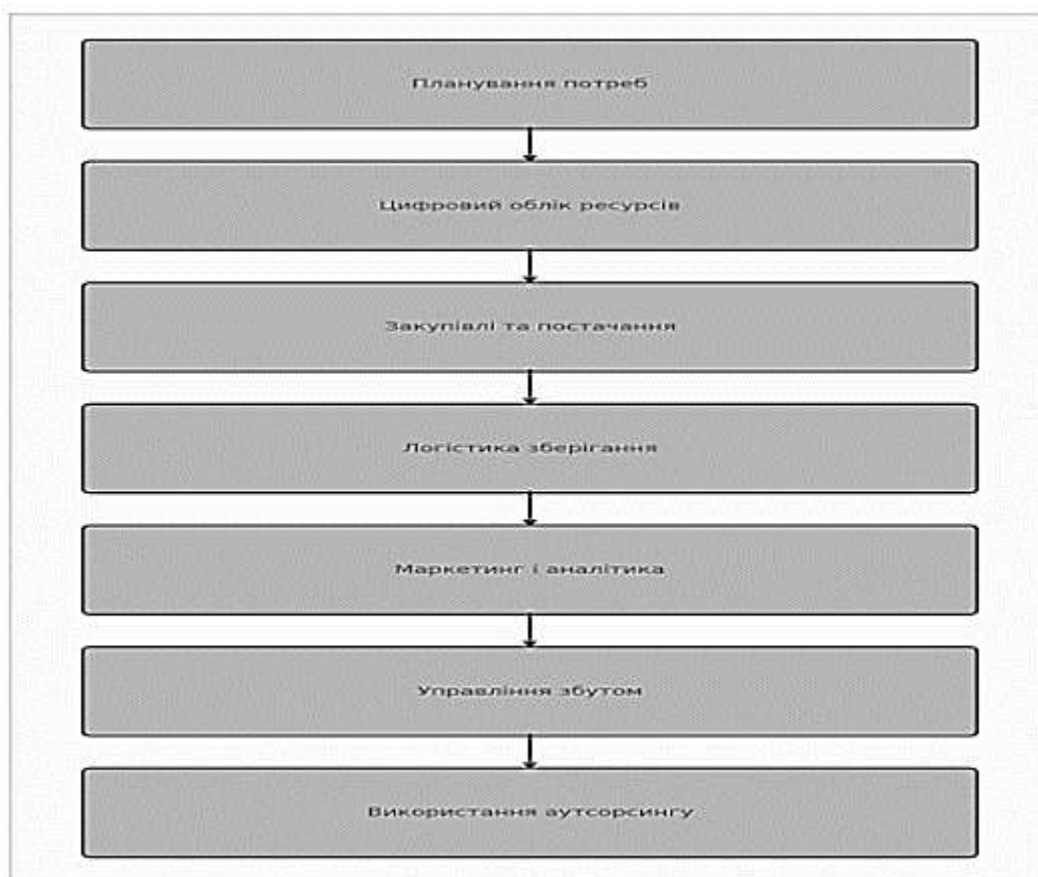 Планування потреб
Цифровий облік ресурсів
Закупівлі та постачання
Логістика зберігання
Маркетинг і аналітика
Управління збутом
Використання аутсорсингу